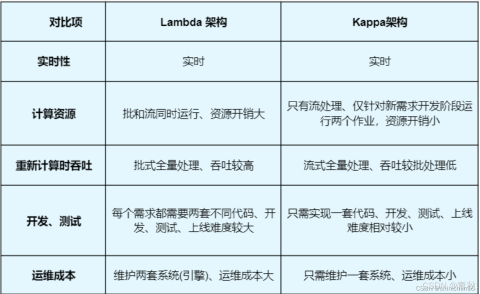 对比项 Lambda 架构 Kappa架构
实时性 实时 实时
计算资源 批和流同时运行、资源开销大 只有流处理、仅针对新需求开发阶段运
行两个作业，资源开销小
重新计算时吞吐 批式全量处理、吞吐较高 流式全量处理、吞吐较批处理低
开发、测试 每个需求都需要两套不同代码、开
发、测试、上线难度较大 只需实现一套代码、开发、测试、上线
难度相对较小
运维成本 维护两套系统(引擎)、运维成本大 只需维护一套系统、运维成本小